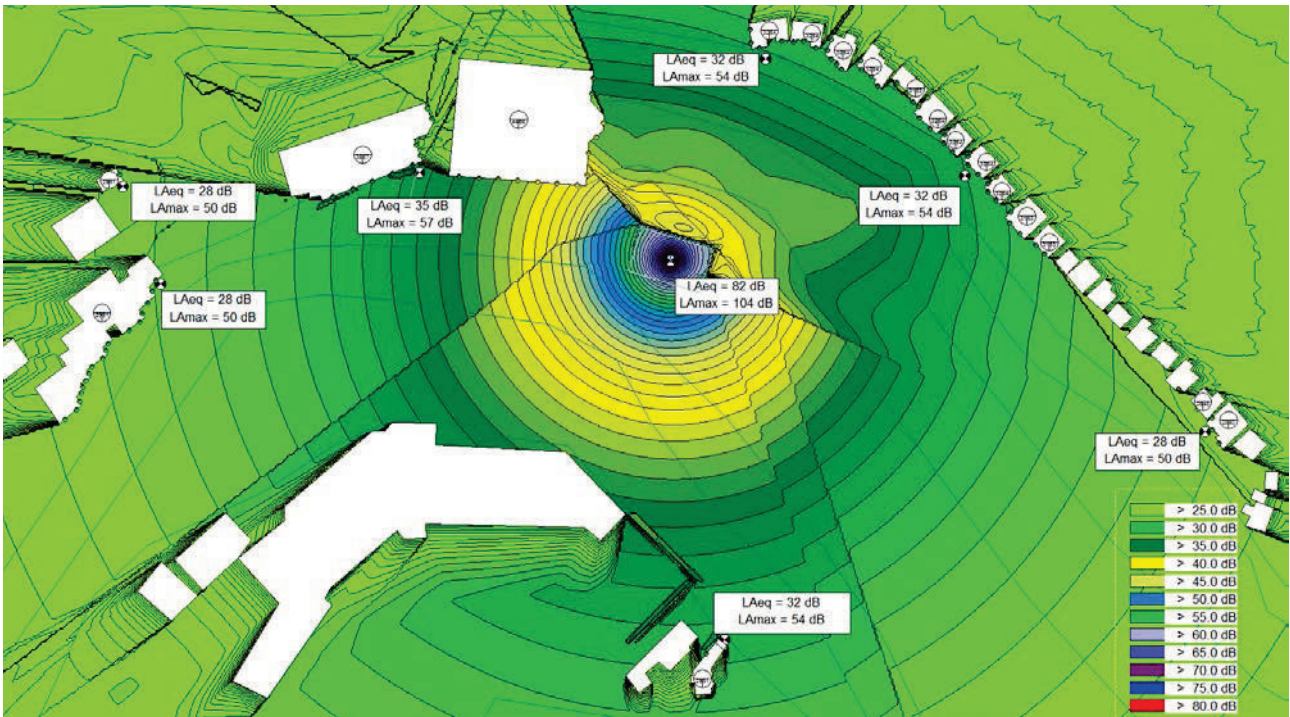 LAeq = 32 dB
LAmax = 54 dB
LAeq = 28 dB
LAmax = 50 dB
LAeq = 35 dB
LAmax = 57 dB
LAeq = 32 dB
LAmax = 54 dB
LAeq = 82 dB
LAmax = 104 dB
LAeq = 28 dB
LAmax = 50 dB
LAeq = 28 dB
LAmax = 50 dB
LAeq = 32 dB
LAmax = 54 dB
> 25.0 dB
> 30.0 dB
> 35.0 dB
> 40.0 dB
> 45.0 dB
> 50.0 dB
> 55.0 dB
> 60.0 dB
> 65.0 dB
> 70.0 dB
> 75.0 dB
> 80.0 dB